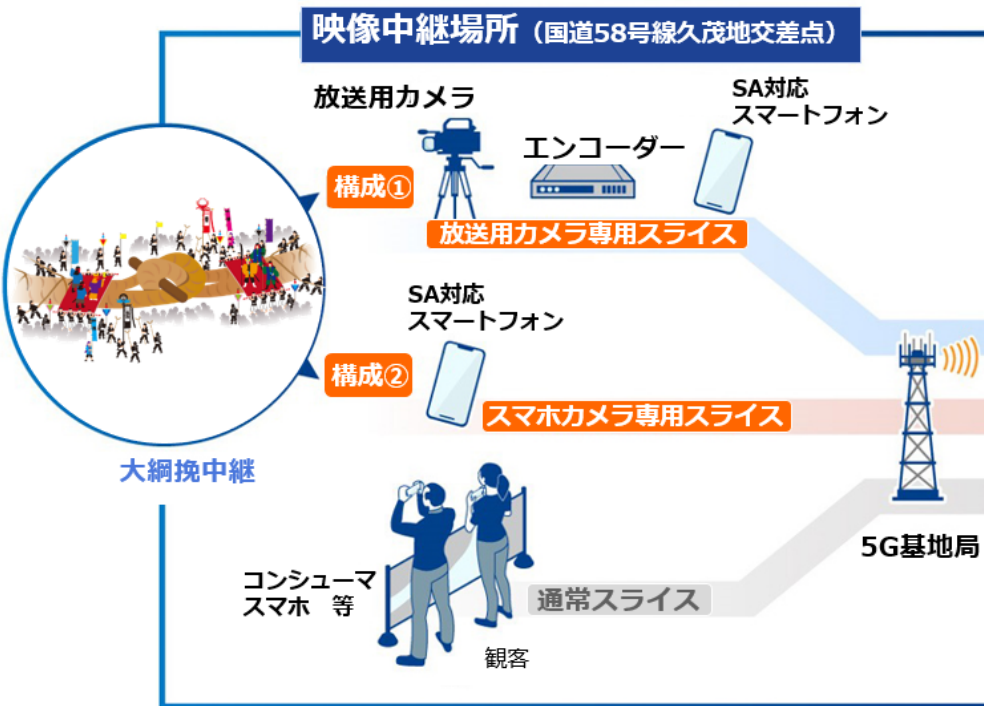 映像中継場所（国道58号線久茂地交差点）
放送用カメラ
SA対応
スマートフォン
エンコーダー
構成①
放送用カメラ専用スライス
SA対応
スマートフォン
構成②
スマホカメラ専用スライス
大綱挽中継
5G基地局
コンシューマ
スマホ　等
通常スライス
観客